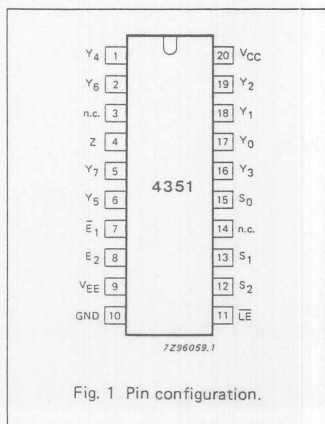 Y4 1
20 VCC
Y6 2
19 Y2
n.c. 3
18 Y1
Z 4
17 Y0
Y7 5
16 Y3
4351
Y5 6
15 S0
E̅1 7
14 n.c.
E2 8
13 S1
VEE 9
12 S2
GND 10
11 L̅E̅
7Z96059.1
Fig. 1 Pin configuration.